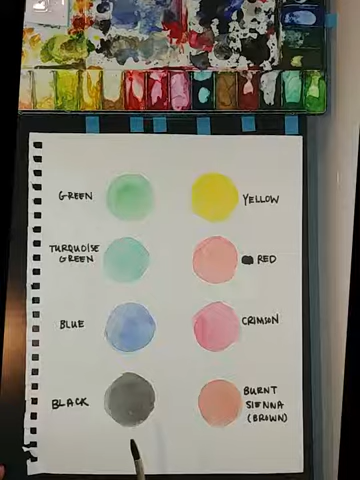 GREEN
YELLOW
TURQUOISE
GREEN
RED
BLUE
CRIMSON
BLACK
BURNT
SIENNA
(BROWN)